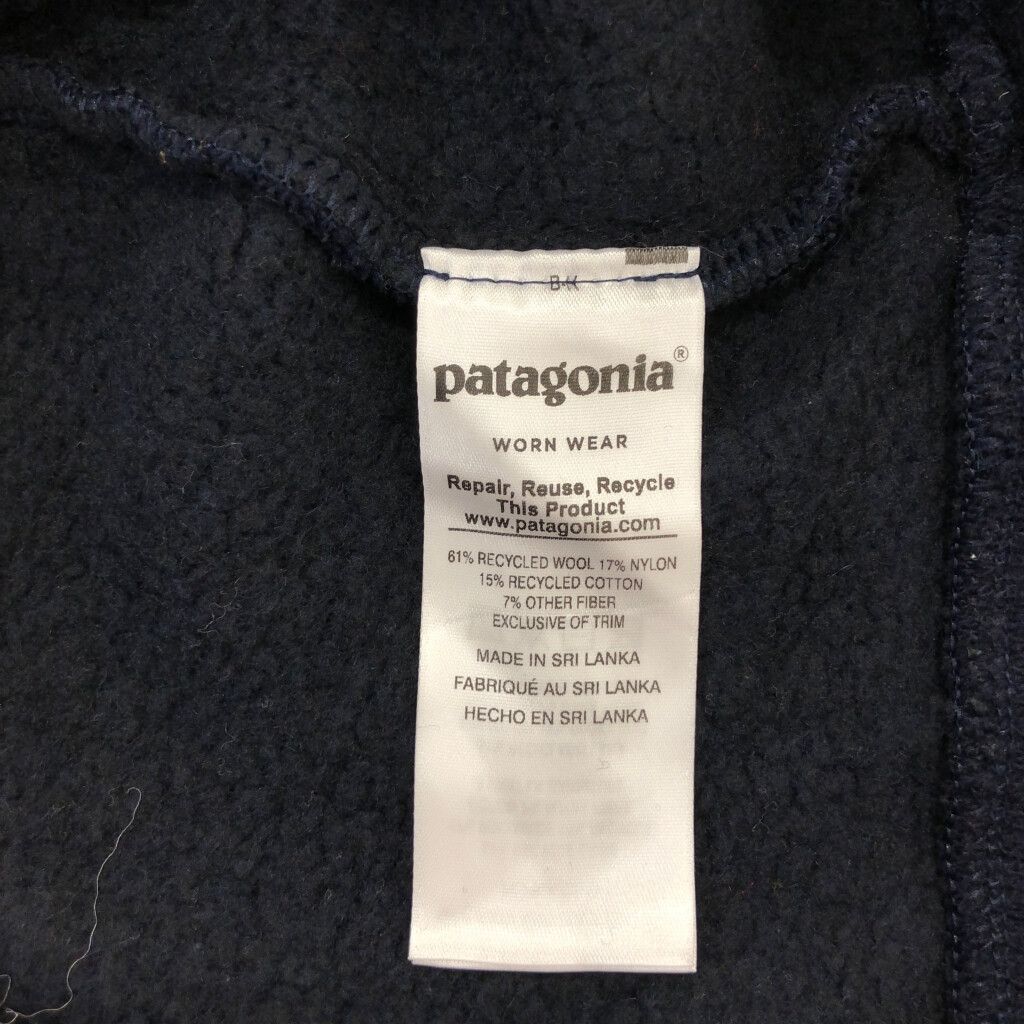 B-K
patagonia®
WORN WEAR
Repair, Reuse, Recycle
This Product
www.patagonia.com
61% RECYCLED WOOL 17% NYLON
15% RECYCLED COTTON
7% OTHER FIBER
EXCLUSIVE OF TRIM
MADE IN SRI LANKA
FABRIQUÉ AU SRI LANKA
HECHO EN SRI LANKA